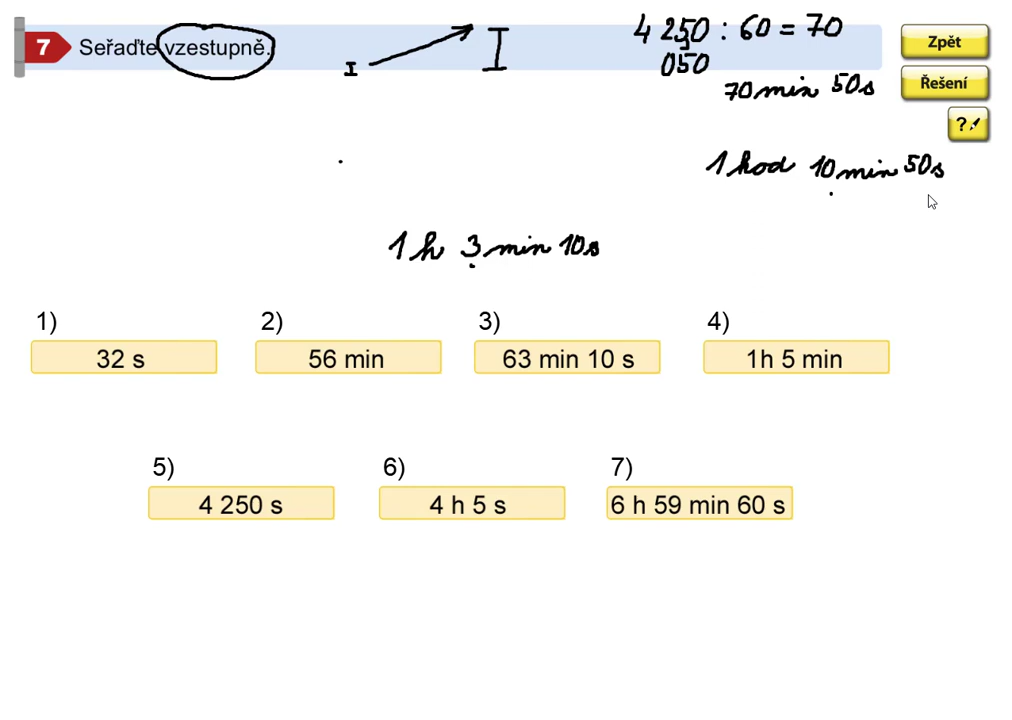 7 Seřaďte vzestupně.
I I
4 250 : 60 = 70
050
70 min 50s
Zpět
Řešení
?
1 hod 10 min 50s
1 h 3 min 10s
1) 2) 3) 4)
32 s 56 min 63 min 10 s 1h 5 min
5) 6) 7)
4 250 s 4 h 5 s 6 h 59 min 60 s